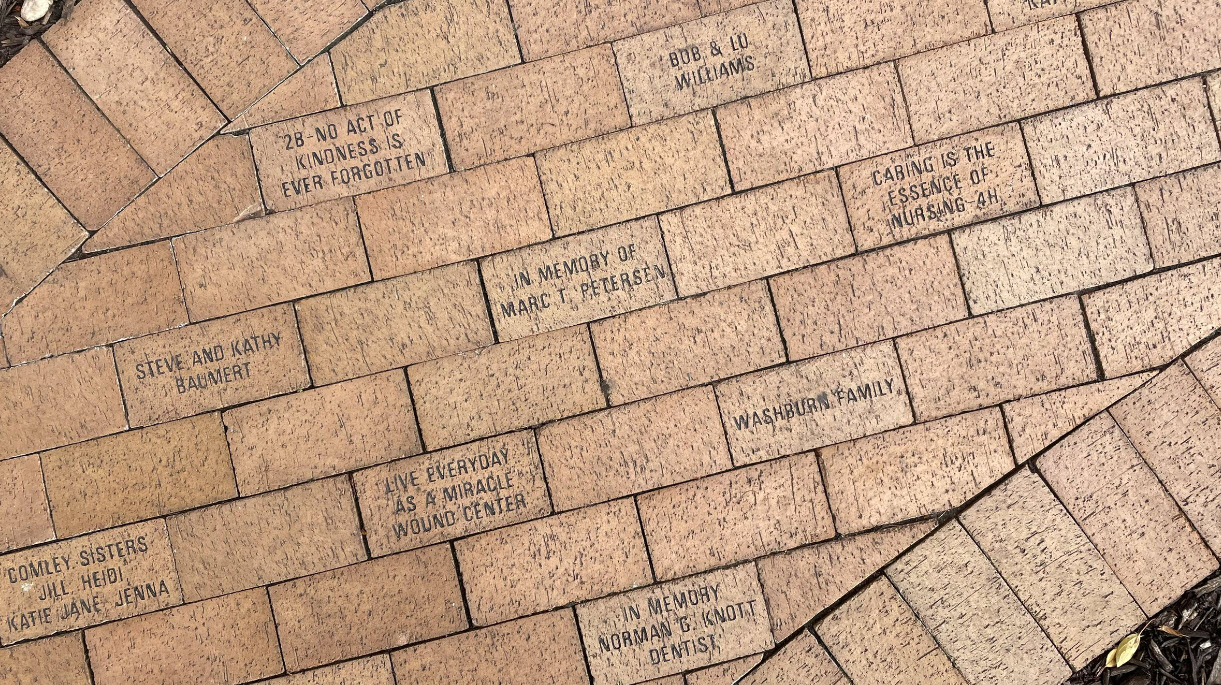 BOB & LU
WILLIAMS
2B-NO ACT OF
KINDNESS IS
EVER FORGOTTEN
CARING IS THE
ESSENCE OF
NURSING-4H
IN MEMORY OF
MARC T. PETERSEN
STEVE AND KATHY
BAUMERT
WASHBURN FAMILY
LIVE EVERYDAY
AS A MIRACLE
WOUND CENTER
COMLEY SISTERS
JILL, HEIDI,
KATIE JANE, JENNA
IN MEMORY
NORMAN G. KNOTT
DENTIST